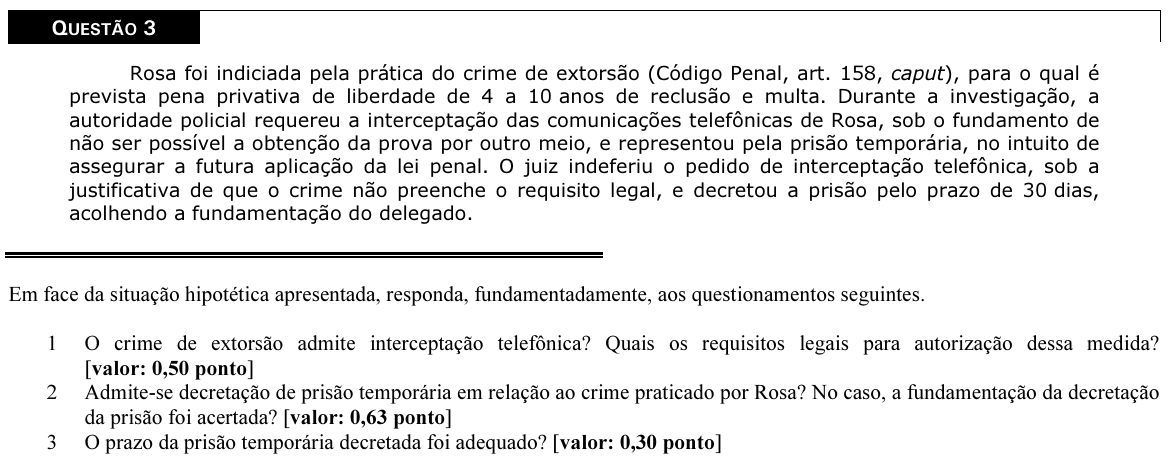 QUESTÃO 3
Rosa foi indiciada pela prática do crime de extorsão (Código Penal, art. 158, caput), para o qual é
prevista pena privativa de liberdade de 4 a 10 anos de reclusão e multa. Durante a investigação, a
autoridade policial requereu a interceptação das comunicações telefônicas de Rosa, sob o fundamento de
não ser possível a obtenção da prova por outro meio, e representou pela prisão temporária, no intuito de
assegurar a futura aplicação da lei penal. O juiz indeferiu o pedido de interceptação telefônica, sob a
justificativa de que o crime não preenche o requisito legal, e decretou a prisão pelo prazo de 30 dias,
acolhendo a fundamentação do delegado.
Em face da situação hipotética apresentada, responda, fundamentadamente, aos questionamentos seguintes.
1 O crime de extorsão admite interceptação telefônica? Quais os requisitos legais para autorização dessa medida?
[valor: 0,50 ponto]
2 Admite-se decretação de prisão temporária em relação ao crime praticado por Rosa? No caso, a fundamentação da decretação
da prisão foi acertada? [valor: 0,63 ponto]
3 O prazo da prisão temporária decretada foi adequado? [valor: 0,30 ponto]